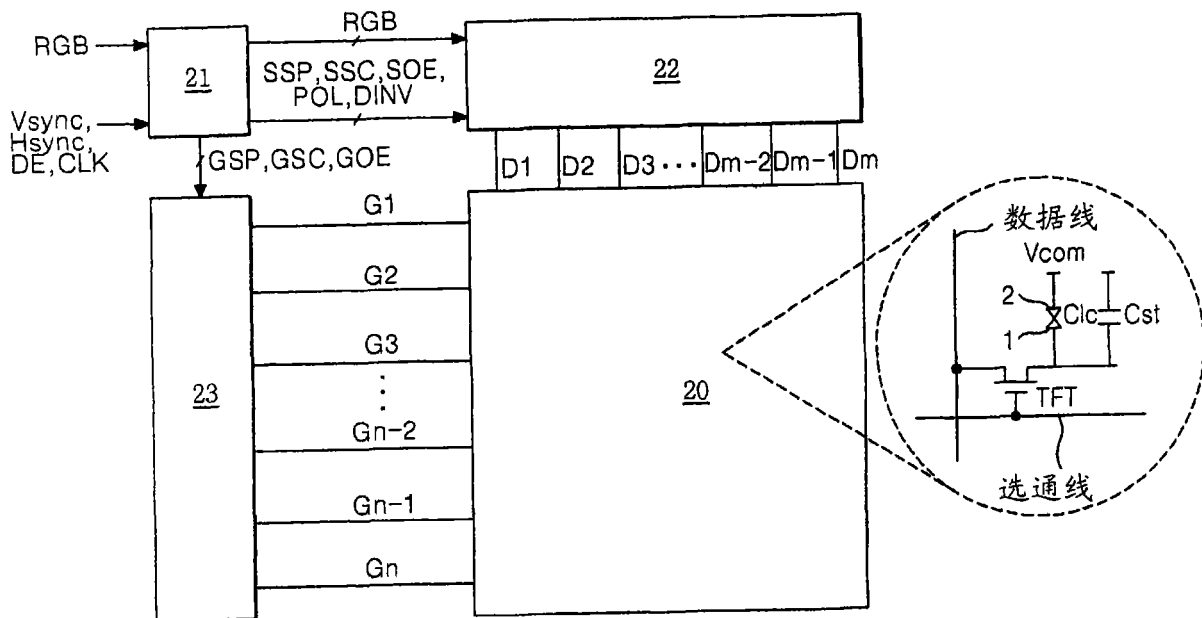 RGB
RGB
21
22
SSP,SSC,SOE,
POL,DINV
Vsync,
Hsync,
DE,CLK
GSP,GSC,GOE
D1 D2 D3 ··· Dm-2 Dm-1 Dm
G1
G2
G3
Gn-2
Gn-1
Gn
23
20
数据线
Vcom
2
1
Clc
Cst
TFT
选通线